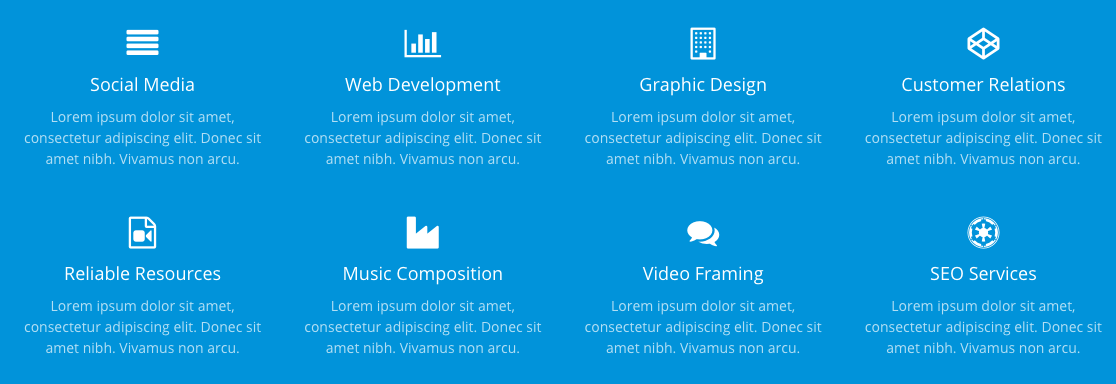 Social Media
Lorem ipsum dolor sit amet,
consectetur adipiscing elit. Donec sit
amet nibh. Vivamus non arcu.
Web Development
Lorem ipsum dolor sit amet,
consectetur adipiscing elit. Donec sit
amet nibh. Vivamus non arcu.
Graphic Design
Lorem ipsum dolor sit amet,
consectetur adipiscing elit. Donec sit
amet nibh. Vivamus non arcu.
Customer Relations
Lorem ipsum dolor sit amet,
consectetur adipiscing elit. Donec sit
amet nibh. Vivamus non arcu.
Reliable Resources
Lorem ipsum dolor sit amet,
consectetur adipiscing elit. Donec sit
amet nibh. Vivamus non arcu.
Music Composition
Lorem ipsum dolor sit amet,
consectetur adipiscing elit. Donec sit
amet nibh. Vivamus non arcu.
Video Framing
Lorem ipsum dolor sit amet,
consectetur adipiscing elit. Donec sit
amet nibh. Vivamus non arcu.
SEO Services
Lorem ipsum dolor sit amet,
consectetur adipiscing elit. Donec sit
amet nibh. Vivamus non arcu.